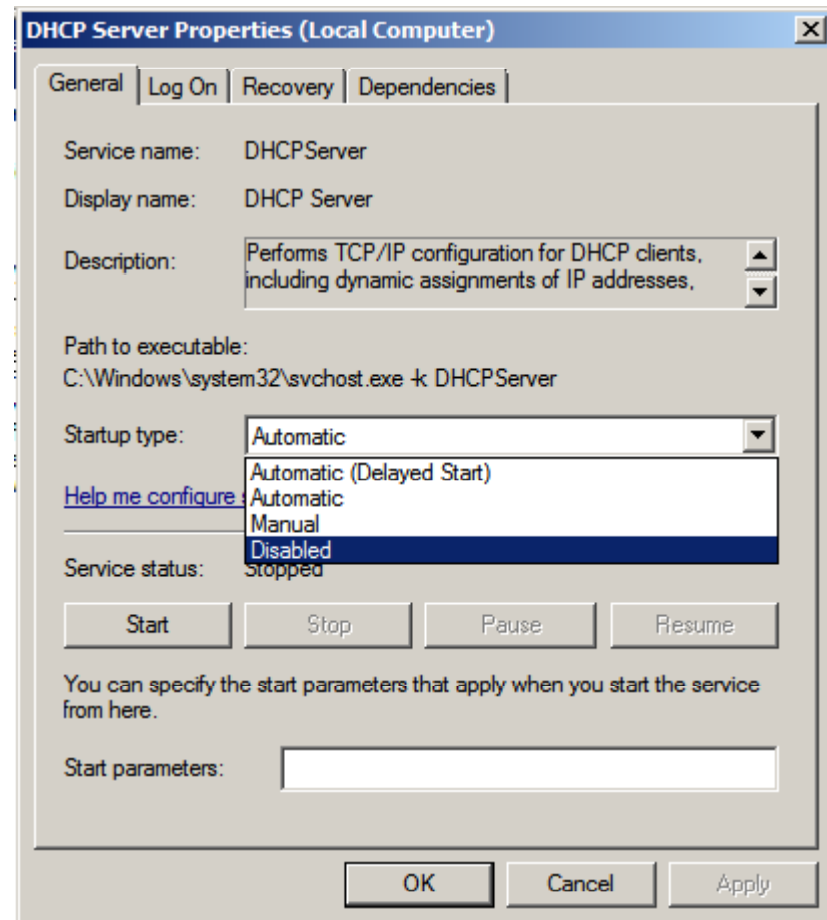 DHCP Server Properties (Local Computer)
General Log On Recovery Dependencies
Service name: DHCPServer
Display name: DHCP Server
Description: Performs TCP/IP configuration for DHCP clients,
including dynamic assignments of IP addresses,
Path to executable:
C:\Windows\system32\svchost.exe -k DHCPServer
Startup type: Automatic
Automatic (Delayed Start)
Help me configure s Automatic
Manual
Disabled
Service status: Stopped
Start Stop Pause Resume
You can specify the start parameters that apply when you start the service
from here.
Start parameters:
OK Cancel Apply